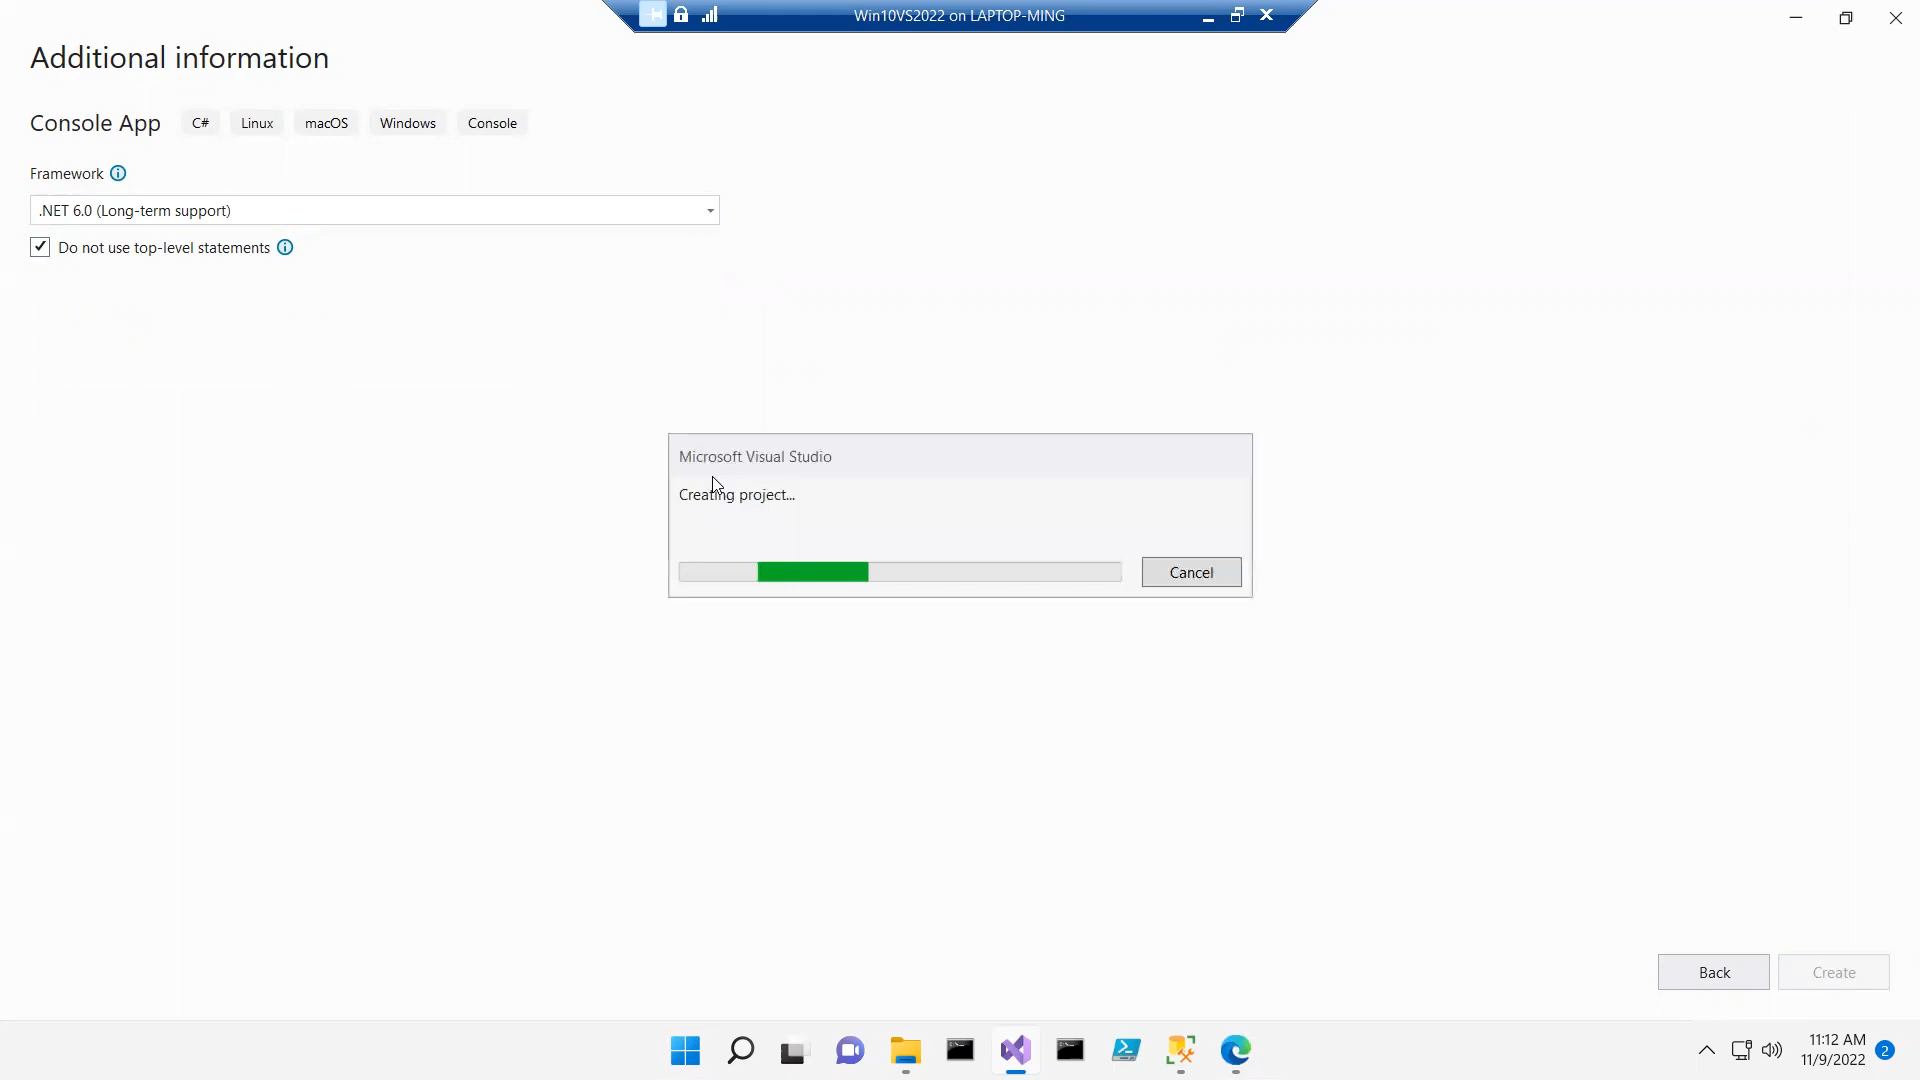 Win10VS2022 on LAPTOP-MING
Additional information
Console App C# Linux macOS Windows Console
Framework
.NET 6.0 (Long-term support)
Do not use top-level statements
Microsoft Visual Studio
Creating project...
Cancel
Back Create
11:12 AM
11/9/2022 2